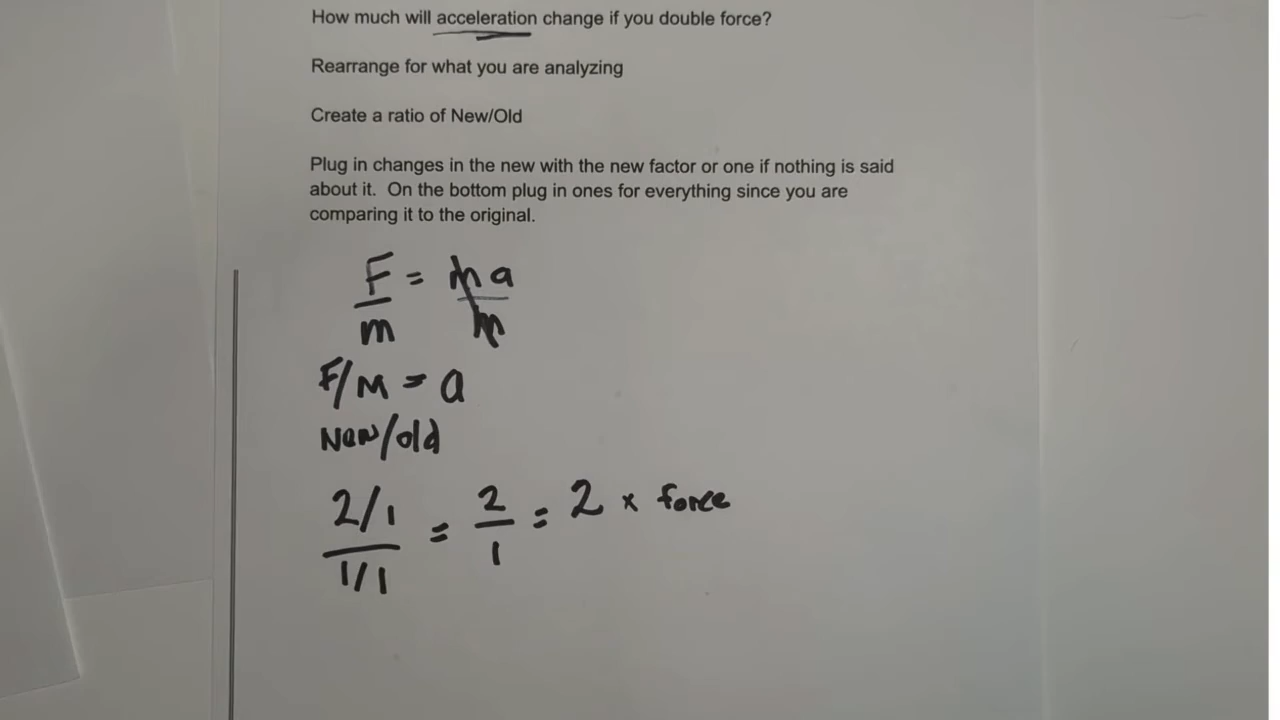 How much will acceleration change if you double force?
Rearrange for what you are analyzing
Create a ratio of New/Old
Plug in changes in the new with the new factor or one if nothing is said
about it. On the bottom plug in ones for everything since you are
comparing it to the original.
F = ma
m m
F/M = a
New/old
2/1 = 2 = 2 x force
1/1 1